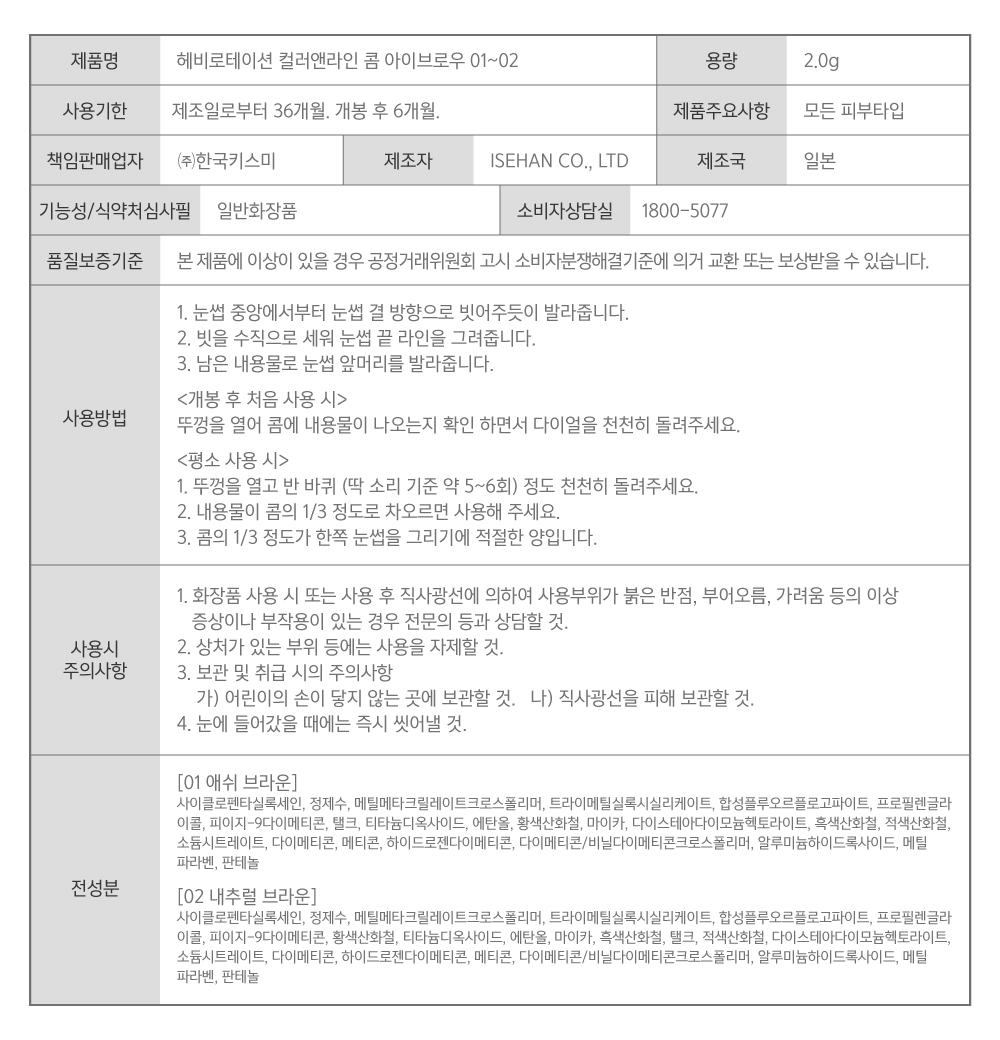 제품명 헤비로테이션 컬러앤라인 콤 아이브로우 01~02 용량 2.0g
사용기한 제조일로부터 36개월. 개봉 후 6개월. 제품주요사항 모든 피부타입
책임판매업자 ㈜한국키스미 제조자 ISEHAN CO., LTD 제조국 일본
기능성/식약처심사필 일반화장품 소비자상담실 1800-5077
품질보증기준 본 제품에 이상이 있을 경우 공정거래위원회 고시 소비자분쟁해결기준에 의거 교환 또는 보상받을 수 있습니다.
사용방법
1. 눈썹 중앙에서부터 눈썹 결 방향으로 빗어주듯이 발라줍니다.
2. 빗을 수직으로 세워 눈썹 끝 라인을 그려줍니다.
3. 남은 내용물로 눈썹 앞머리를 발라줍니다.
<개봉 후 처음 사용 시>
뚜껑을 열어 콤에 내용물이 나오는지 확인 하면서 다이얼을 천천히 돌려주세요.
<평소 사용 시>
1. 뚜껑을 열고 반 바퀴 (딱 소리 기준 약 5~6회) 정도 천천히 돌려주세요.
2. 내용물이 콤의 1/3 정도로 차오르면 사용해 주세요.
3. 콤의 1/3 정도가 한쪽 눈썹을 그리기에 적절한 양입니다.
사용시
주의사항
1. 화장품 사용 시 또는 사용 후 직사광선에 의하여 사용부위가 붉은 반점, 부어오름, 가려움 등의 이상
증상이나 부작용이 있는 경우 전문의 등과 상담할 것.
2. 상처가 있는 부위 등에는 사용을 자제할 것.
3. 보관 및 취급 시의 주의사항
가) 어린이의 손이 닿지 않는 곳에 보관할 것. 나) 직사광선을 피해 보관할 것.
4. 눈에 들어갔을 때에는 즉시 씻어낼 것.
전성분
[01 애쉬 브라운]
사이클로펜타실록세인, 정제수, 메틸메타크릴레이트크로스폴리머, 트라이메틸실록시실리케이트, 합성플루오르플로고파이트, 프로필렌글라
이콜, 피이지-9다이메티콘, 탤크, 티타늄디옥사이드, 에탄올, 황색산화철, 마이카, 다이스테아다이모늄헥토라이트, 흑색산화철, 적색산화철,
소듐시트레이트, 다이메티콘, 메티콘, 하이드로젠다이메티콘, 다이메티콘/비닐다이메티콘크로스폴리머, 알루미늄하이드록사이드, 메틸
파라벤, 판테놀
[02 내추럴 브라운]
사이클로펜타실록세인, 정제수, 메틸메타크릴레이트크로스폴리머, 트라이메틸실록시실리케이트, 합성플루오르플로고파이트, 프로필렌글라
이콜, 피이지-9다이메티콘, 황색산화철, 티타늄디옥사이드, 에탄올, 마이카, 흑색산화철, 탤크, 적색산화철, 다이스테아다이모늄헥토라이트,
소듐시트레이트, 다이메티콘, 하이드로젠다이메티콘, 메티콘, 다이메티콘/비닐다이메티콘크로스폴리머, 알루미늄하이드록사이드, 메틸
파라벤, 판테놀